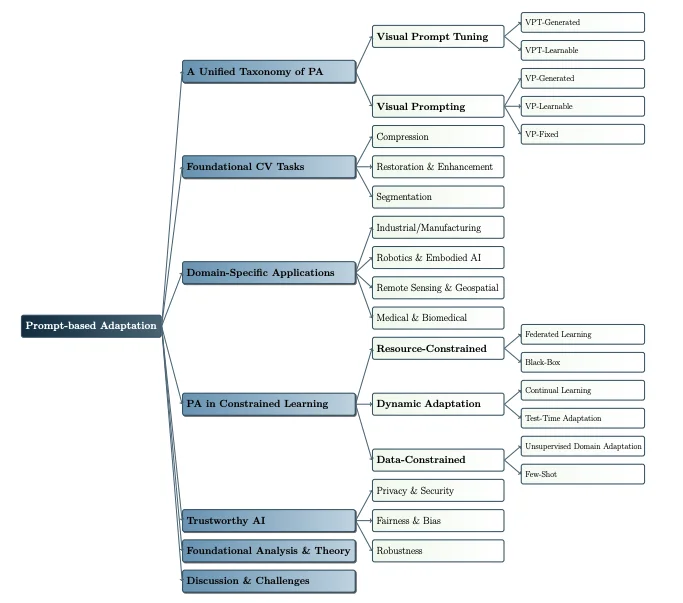 Prompt-based Adaptation
A Unified Taxonomy of PA
Visual Prompt Tuning
VPT-Generated
VPT-Learnable
Visual Prompting
VP-Generated
VP-Learnable
VP-Fixed
Foundational CV Tasks
Compression
Restoration & Enhancement
Segmentation
Domain-Specific Applications
Industrial/Manufacturing
Robotics & Embodied AI
Remote Sensing & Geospatial
Medical & Biomedical
PA in Constrained Learning
Resource-Constrained
Federated Learning
Black-Box
Dynamic Adaptation
Continual Learning
Test-Time Adaptation
Data-Constrained
Unsupervised Domain Adaptation
Few-Shot
Trustworthy AI
Privacy & Security
Fairness & Bias
Robustness
Foundational Analysis & Theory
Discussion & Challenges